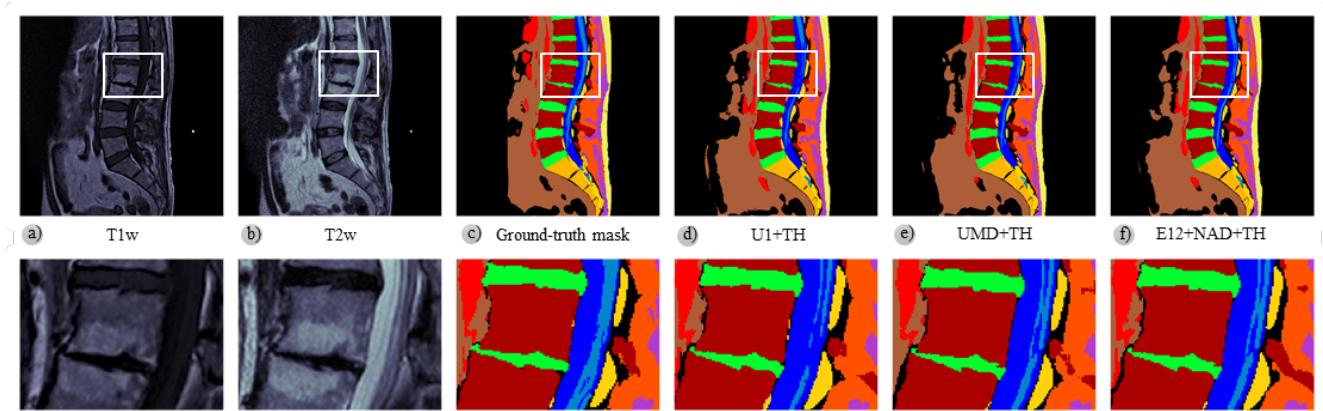 a) T1w
b) T2w
c) Ground-truth mask
d) U1+TH
e) UMD+TH
f) E12+NAD+TH